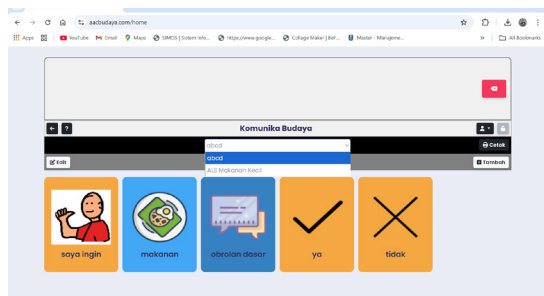 aacbudaya.com/home
Apps YouTube Gmail Maps SIMOS | Sistem Info... https://www.google... Collage Maker | BeF... Master - Manajeme... » All Bookmarks
? Komunika Budaya
abcd Cetak
Edit abcd Tambah
ALS Makanan Kecil
saya ingin makanan obrolan dasar ya tidak